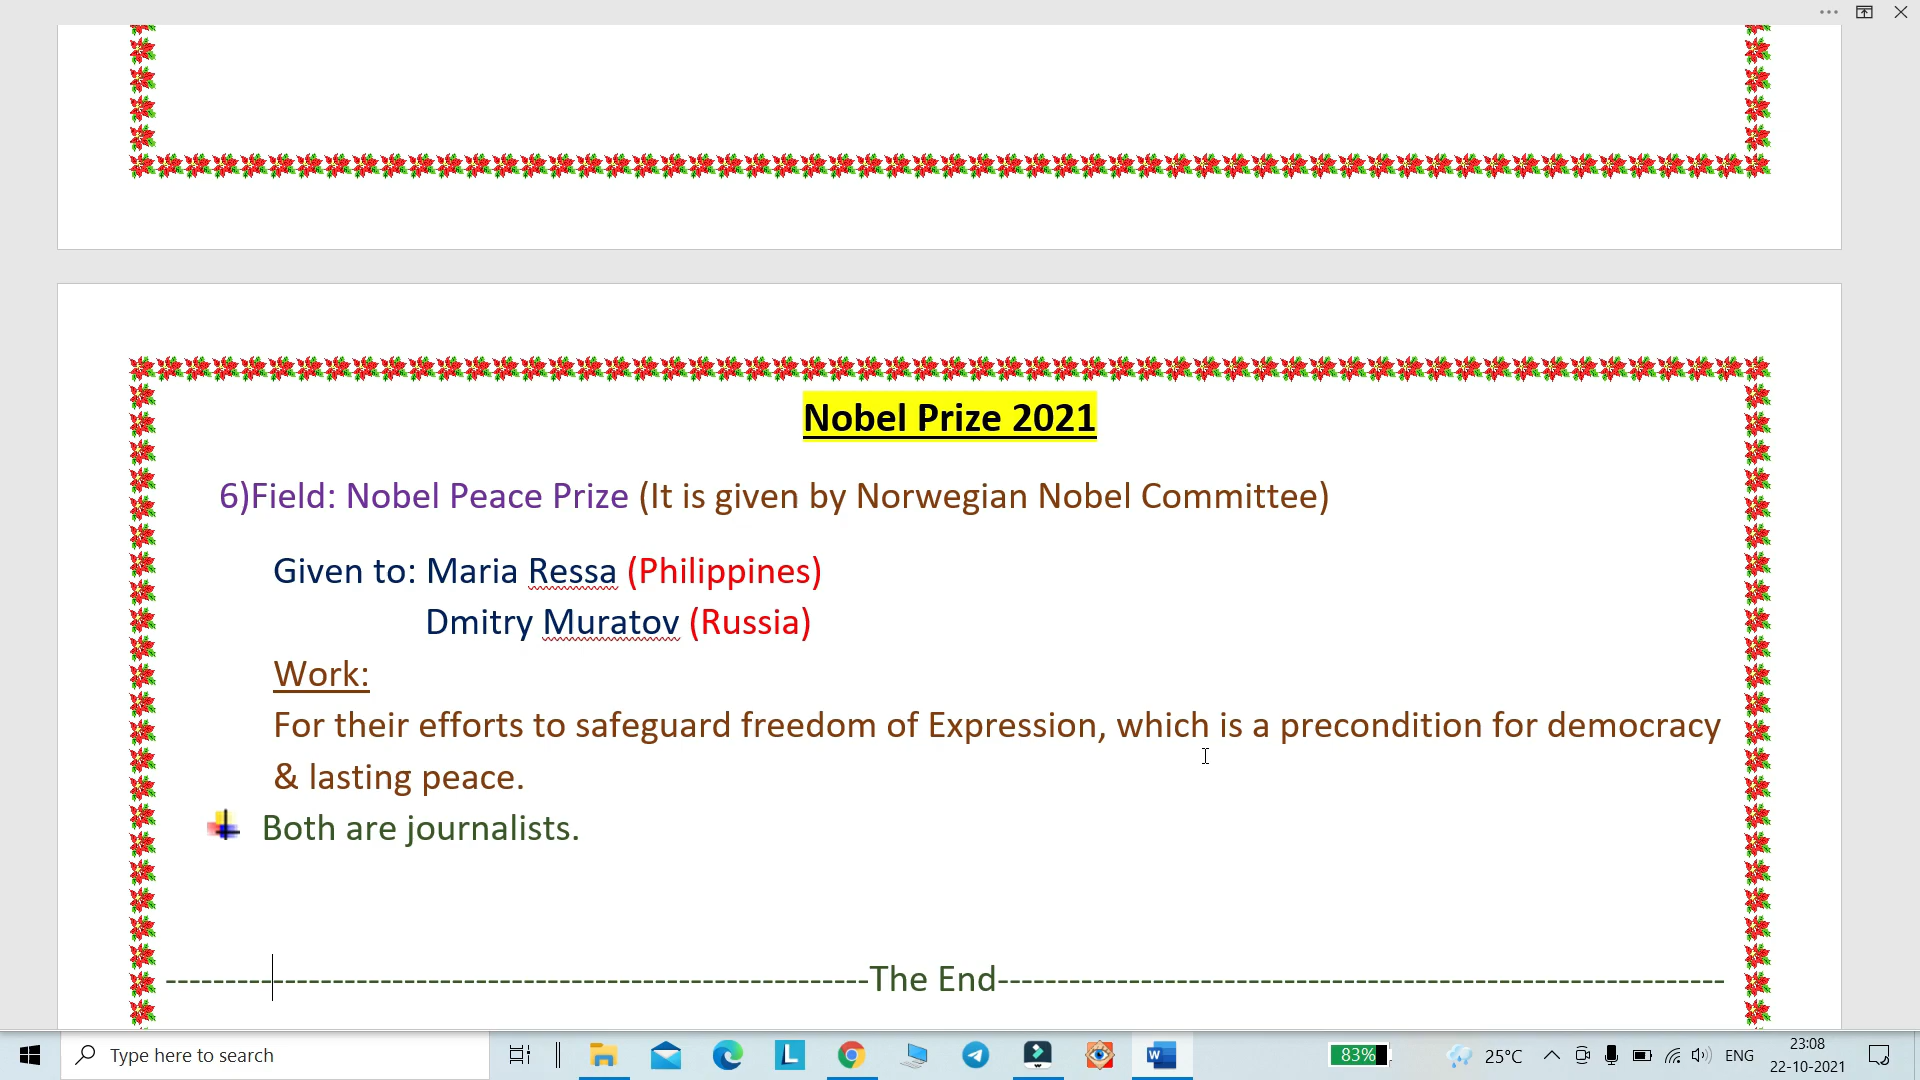 Nobel Prize 2021
6)Field: Nobel Peace Prize (It is given by Norwegian Nobel Committee)
Given to: Maria Ressa (Philippines)
Dmitry Muratov (Russia)
Work:
For their efforts to safeguard freedom of Expression, which is a precondition for democracy
& lasting peace.
Both are journalists.
------------------------------------------------------------The End--------------------------------------------------------------
Type here to search
83%
25°C
ENG
23:08
22-10-2021